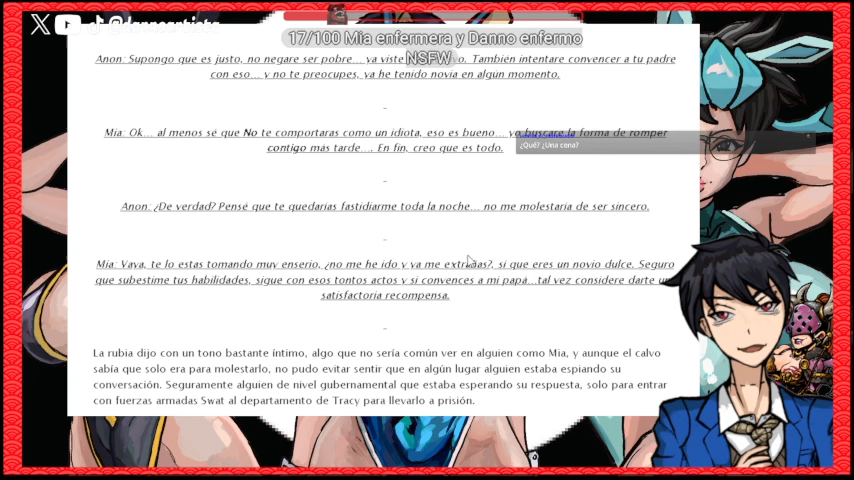 @dannoartista
17/100 Mia enfermera y Danno enfermo
NSFW
Anon: Supongo que es justo, no negare ser pobre... ya viste vo. También intentare convencer a tu padre
con eso... y no te preocupes, ya he tenido novia en algún momento.
_
Mia: Ok... al menos sé que No te comportaras como un idiota, eso es bueno... yo buscare la forma de romper
contigo más tarde.... En fin, creo que es todo.
¿Qué? ¿Una cena?
_
Anon: ¿De verdad? Pensé que te quedarías fastidiarme toda la noche... no me molestaría de ser sincero.
_
Mia: Vaya, te lo estas tomando muy enserio, ¿no me he ido y ya me extrañas?, si que eres un novio dulce. Seguro
que subestime tus habilidades, sigue con esos tontos actos y si convences a mi papá...tal vez considere darte una
satisfactoria recompensa.
_
La rubia dijo con un tono bastante íntimo, algo que no sería común ver en alguien como Mia, y aunque el calvo
sabía que solo era para molestarlo, no pudo evitar sentir que en algún lugar alguien estaba espiando su
conversación. Seguramente alguien de nivel gubernamental que estaba esperando su respuesta, solo para entrar
con fuerzas armadas Swat al departamento de Tracy para llevarlo a prisión.